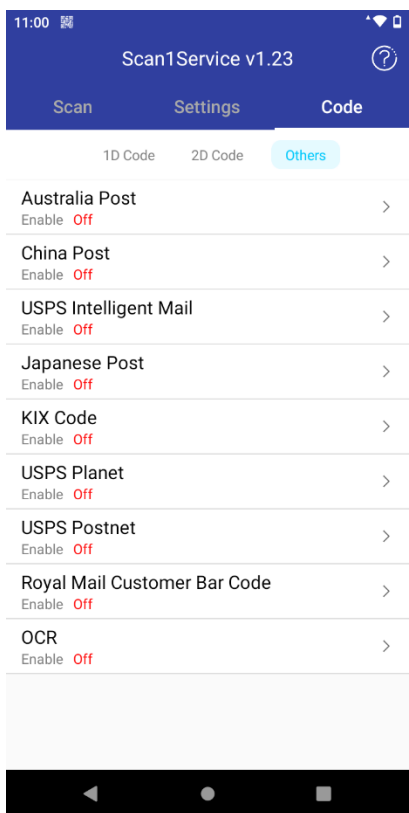 11:00
Scan1Service v1.23
Scan Settings Code
1D Code 2D Code Others
Australia Post
Enable Off
China Post
Enable Off
USPS Intelligent Mail
Enable Off
Japanese Post
Enable Off
KIX Code
Enable Off
USPS Planet
Enable Off
USPS Postnet
Enable Off
Royal Mail Customer Bar Code
Enable Off
OCR
Enable Off